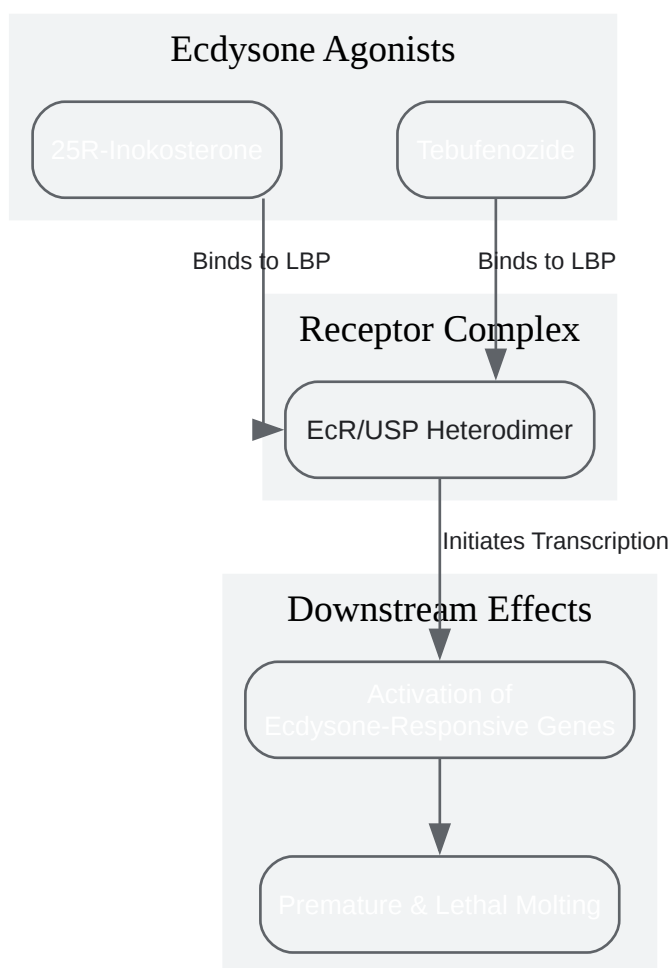 Ecdysone Agonists
25R-Inokosterone
Tebufenozide
Binds to LBP
Binds to LBP
Receptor Complex
EcR/USP Heterodimer
Initiates Transcription
Downstream Effects
Activation of
Ecdysone-Responsive Genes
Premature & Lethal Molting